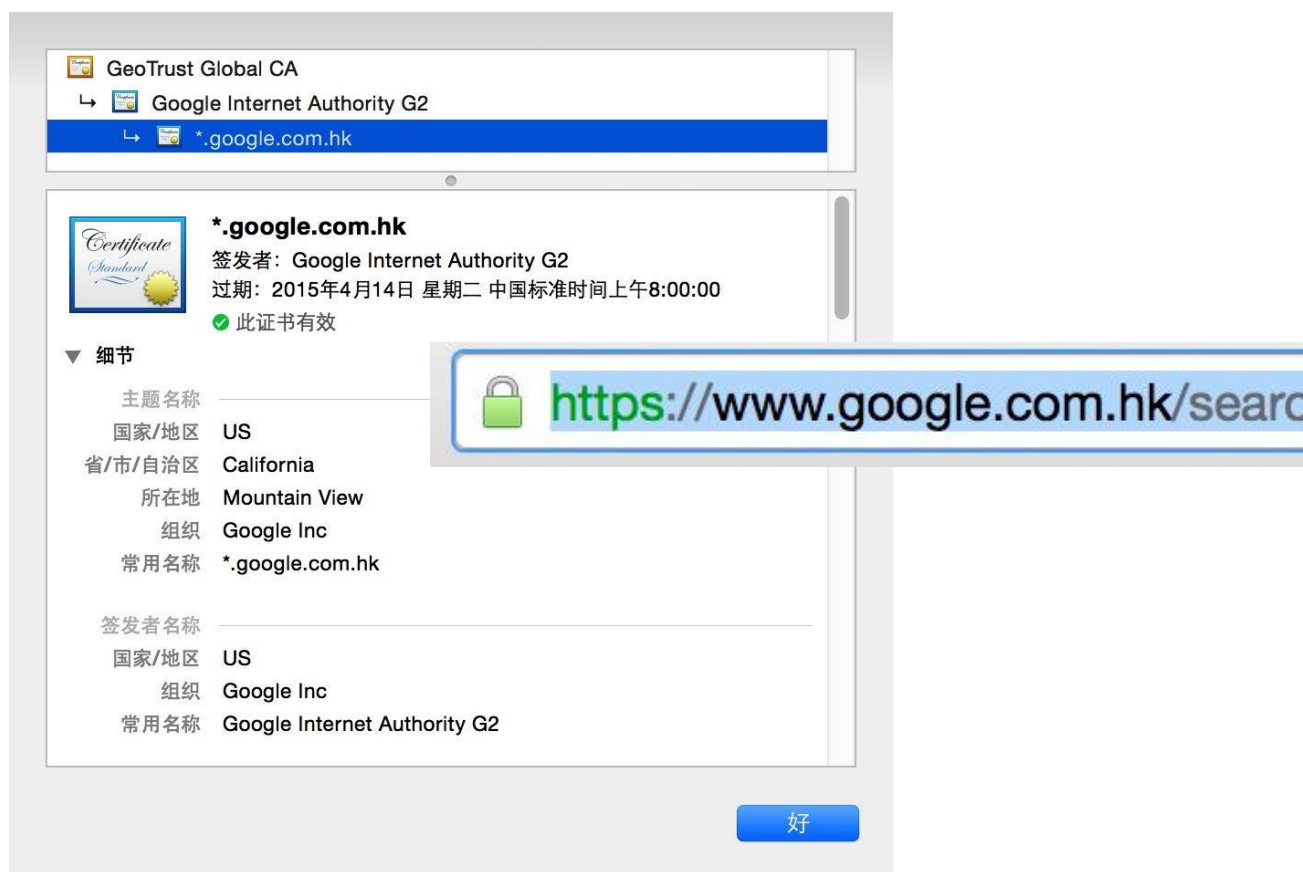 GeoTrust Global CA
Google Internet Authority G2
*.google.com.hk
Certificate
Standard
*.google.com.hk
签发者：Google Internet Authority G2
过期：2015年4月14日 星期二 中国标准时间上午8:00:00
此证书有效
细节
https://www.google.com.hk/searc
主题名称
国家/地区 US
省/市/自治区 California
所在地 Mountain View
组织 Google Inc
常用名称 *.google.com.hk
签发者名称
国家/地区 US
组织 Google Inc
常用名称 Google Internet Authority G2
好